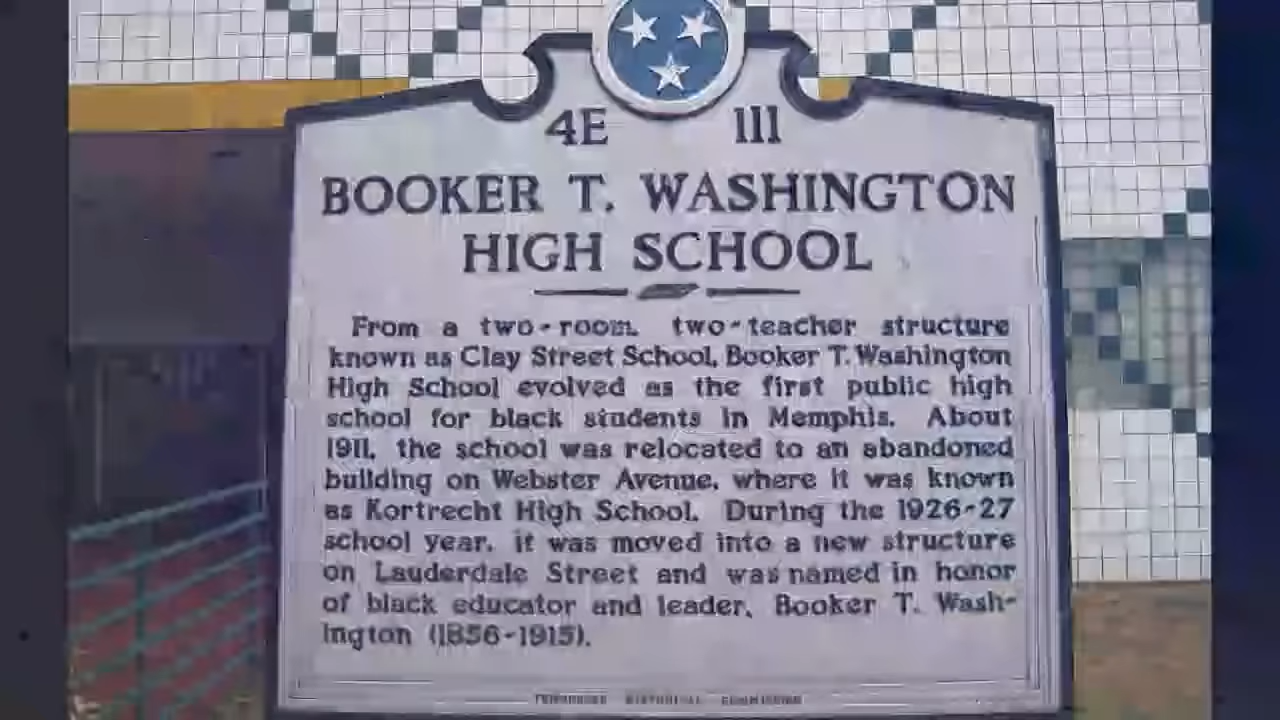 4E 111
BOOKER T. WASHINGTON
HIGH SCHOOL
From a two-room, two-teacher structure
known as Clay Street School, Booker T. Washington
High School evolved as the first public high
school for black students in Memphis. About
1911, the school was relocated to an abandoned
building on Webster Avenue, where it was known
as Kortrecht High School. During the 1926-27
school year, it was moved into a new structure
on Lauderdale Street and was named in honor
of black educator and leader, Booker T. Wash-
ington (1856-1915).
TENNESSEE HISTORICAL COMMISSION